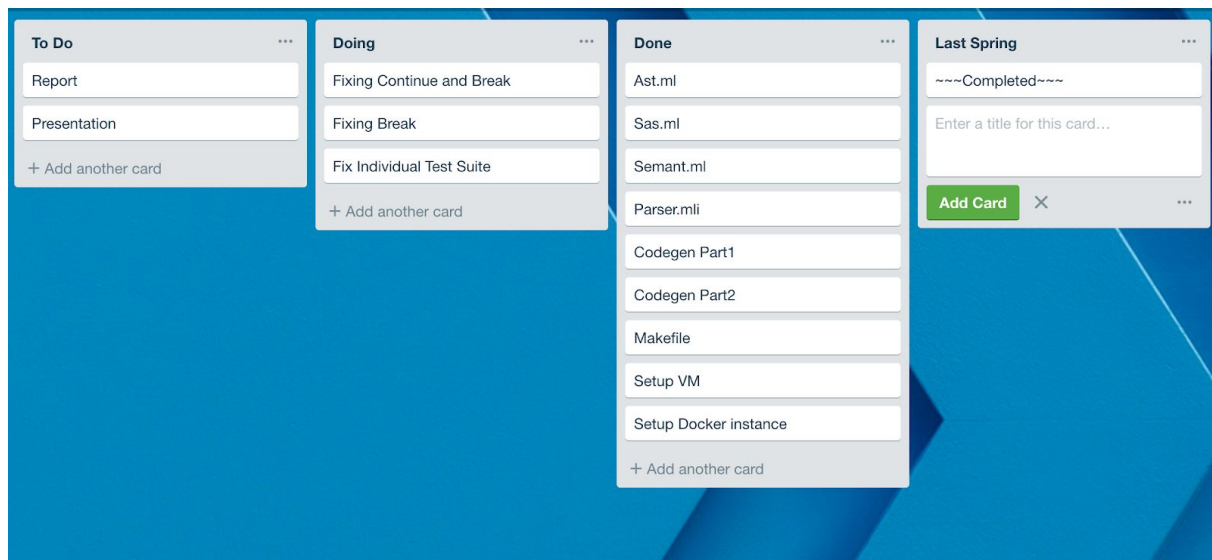 To Do ...
Report
Presentation
+ Add another card
Doing ...
Fixing Continue and Break
Fixing Break
Fix Individual Test Suite
+ Add another card
Done ...
Ast.ml
Sas.ml
Semant.ml
Parser.mli
Codegen Part1
Codegen Part2
Makefile
Setup VM
Setup Docker instance
+ Add another card
Last Spring ...
~~~Completed~~~
Enter a title for this card...
Add Card ...